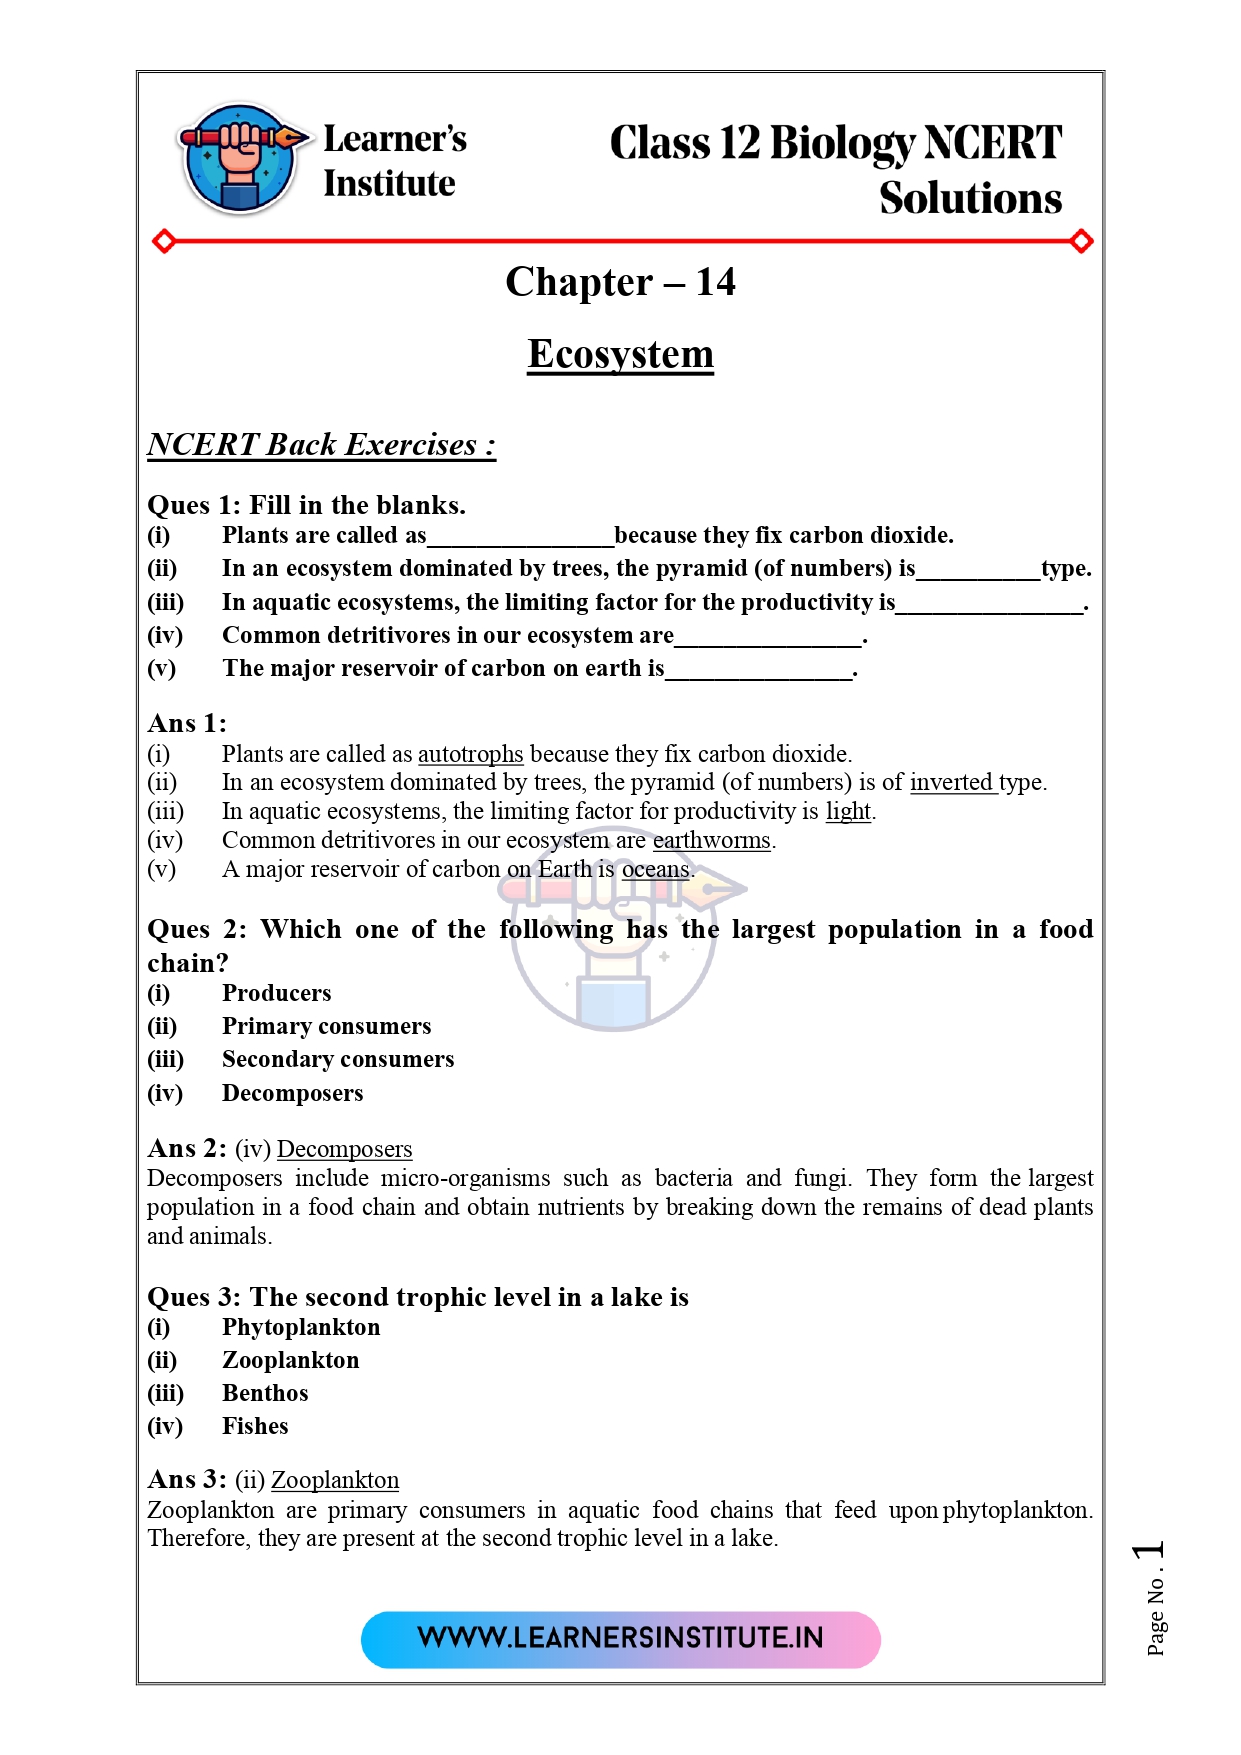 Learner's
Institute
Class 12 Biology NCERT
Solutions
Chapter – 14
Ecosystem
NCERT Back Exercises :
Ques 1: Fill in the blanks.
(i) Plants are called as_______________because they fix carbon dioxide.
(ii) In an ecosystem dominated by trees, the pyramid (of numbers) is__________type.
(iii) In aquatic ecosystems, the limiting factor for the productivity is_______________.
(iv) Common detritivores in our ecosystem are_______________.
(v) The major reservoir of carbon on earth is_______________.
Ans 1:
(i) Plants are called as autotrophs because they fix carbon dioxide.
(ii) In an ecosystem dominated by trees, the pyramid (of numbers) is of inverted type.
(iii) In aquatic ecosystems, the limiting factor for productivity is light.
(iv) Common detritivores in our ecosystem are earthworms.
(v) A major reservoir of carbon on Earth is oceans.
Ques 2: Which one of the following has the largest population in a food
chain?
(i) Producers
(ii) Primary consumers
(iii) Secondary consumers
(iv) Decomposers
Ans 2: (iv) Decomposers
Decomposers include micro-organisms such as bacteria and fungi. They form the largest
population in a food chain and obtain nutrients by breaking down the remains of dead plants
and animals.
Ques 3: The second trophic level in a lake is
(i) Phytoplankton
(ii) Zooplankton
(iii) Benthos
(iv) Fishes
Ans 3: (ii) Zooplankton
Zooplankton are primary consumers in aquatic food chains that feed upon phytoplankton.
Therefore, they are present at the second trophic level in a lake.
WWW.LEARNERSINSTITUTE.IN
Page No. 1